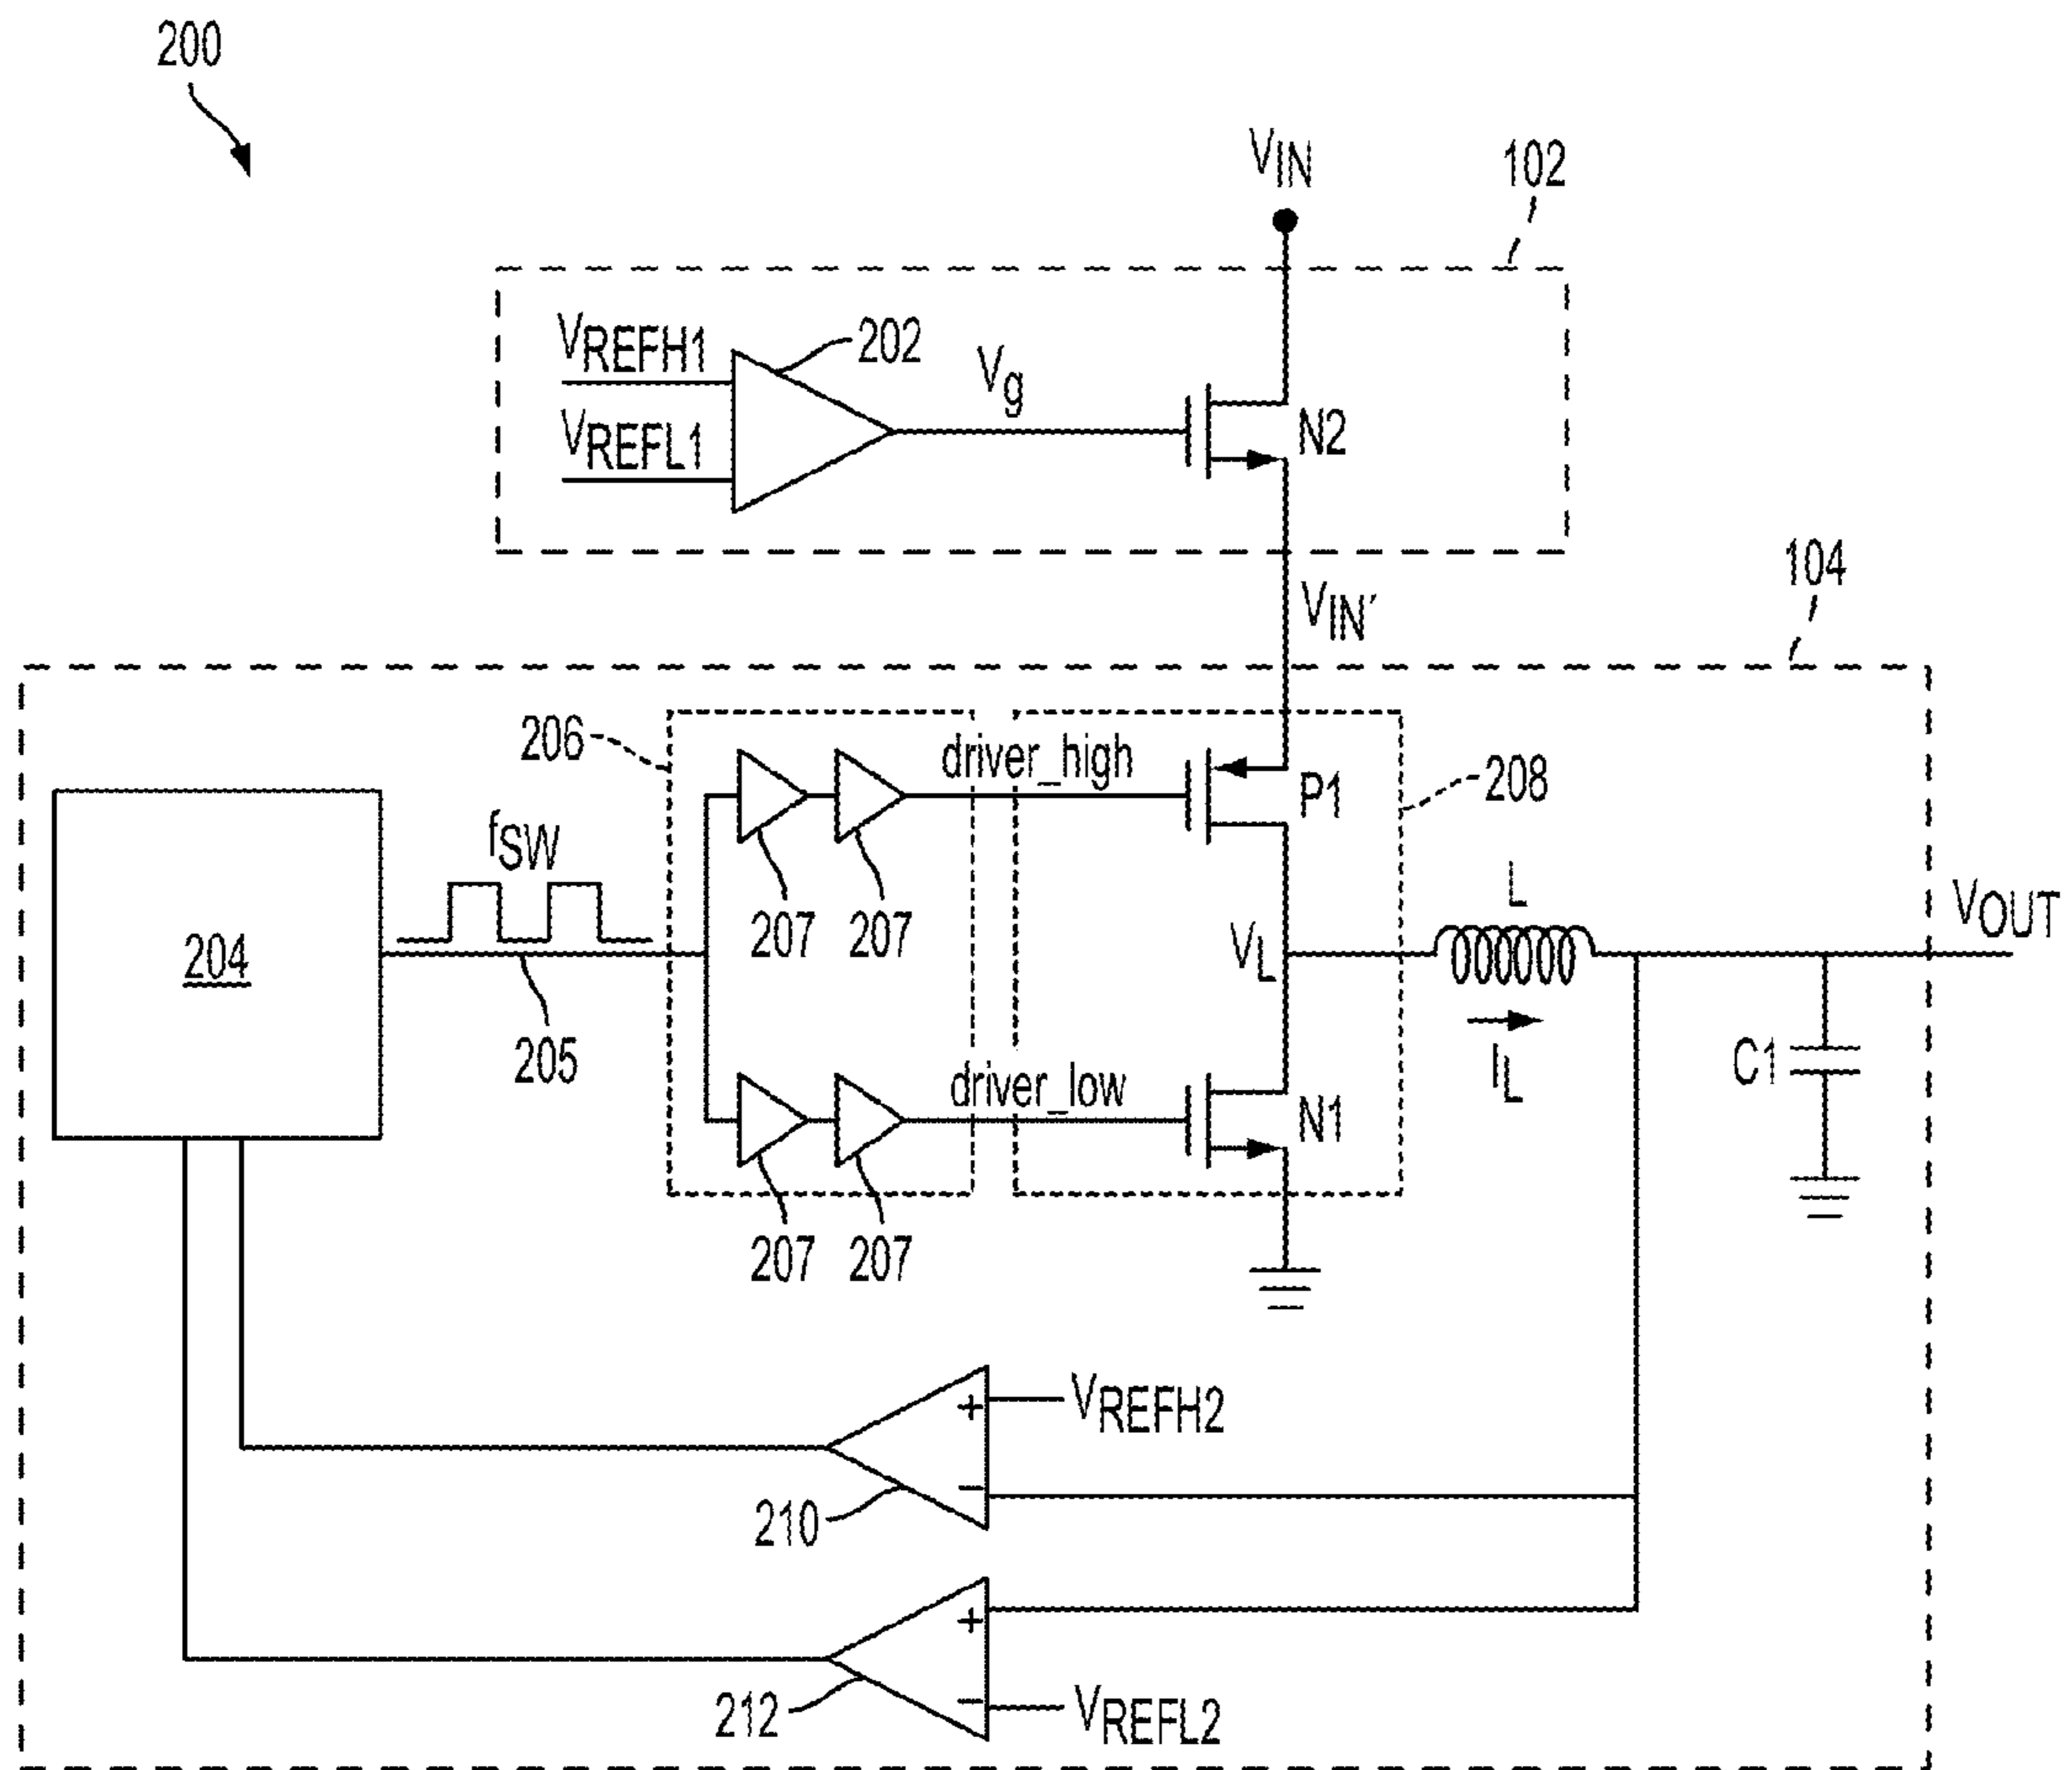 200
VIN
102
VREFH1
202
Vg
VREFL1
N2
VIN′
104
206
driver_high
P1
208
fSW
207
207
L
VOUT
204
VL
205
IL
driver_low
C1
N1
207
207
+
VREFH2
−
210
+
−
212
VREFL2